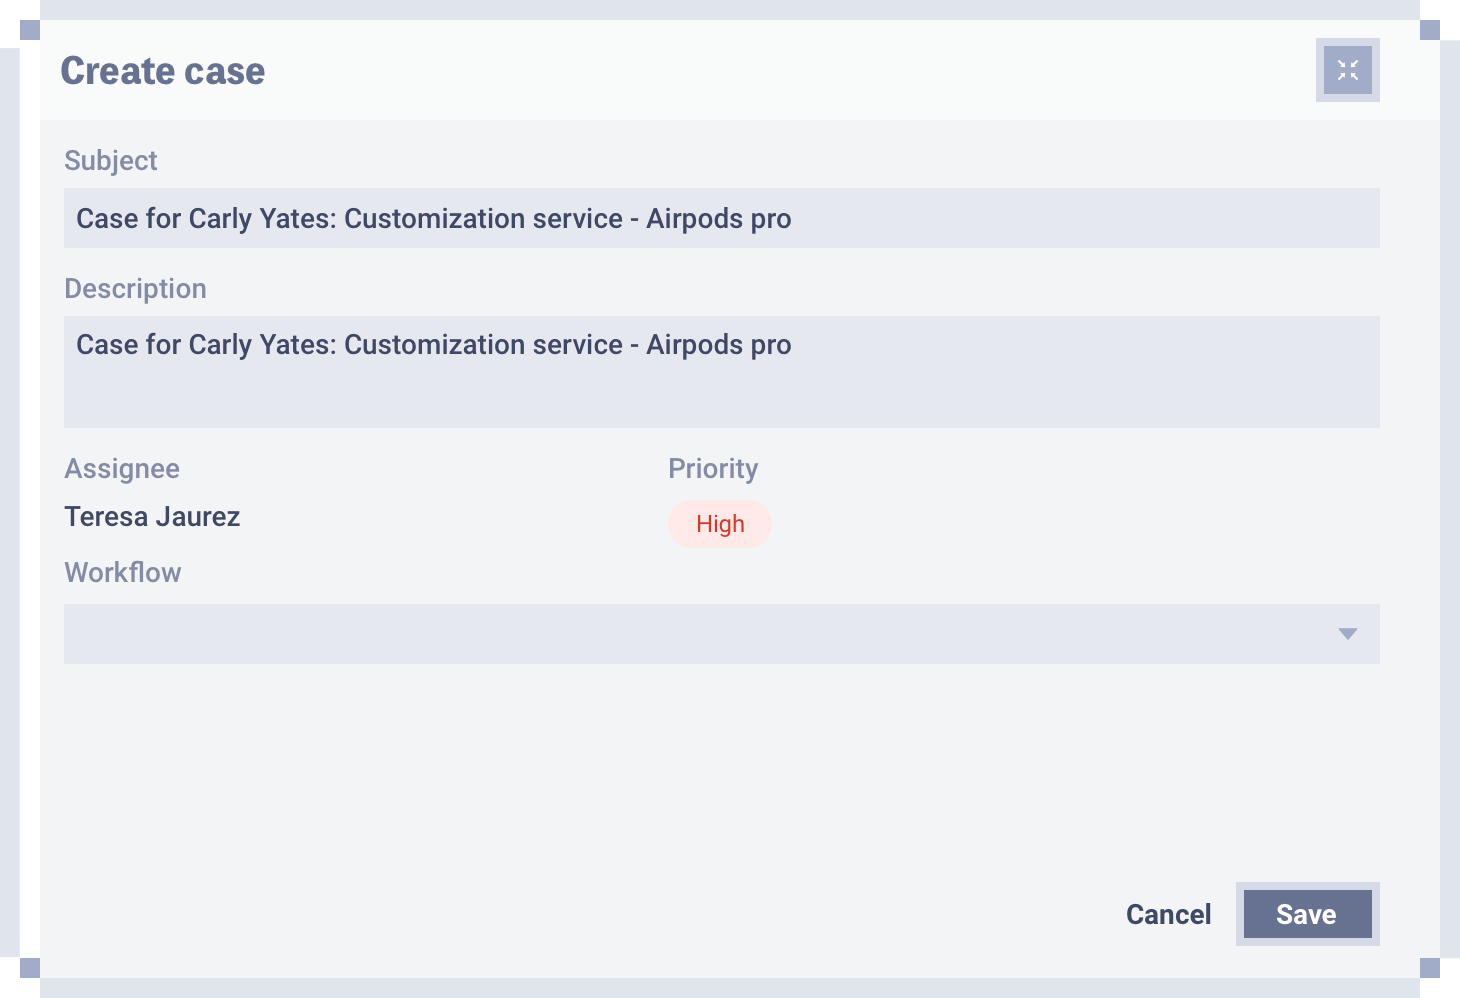 Create case
Subject
Case for Carly Yates: Customization service - Airpods pro
Description
Case for Carly Yates: Customization service - Airpods pro
Assignee
Priority
Teresa Jaurez
High
Workflow
Cancel
Save